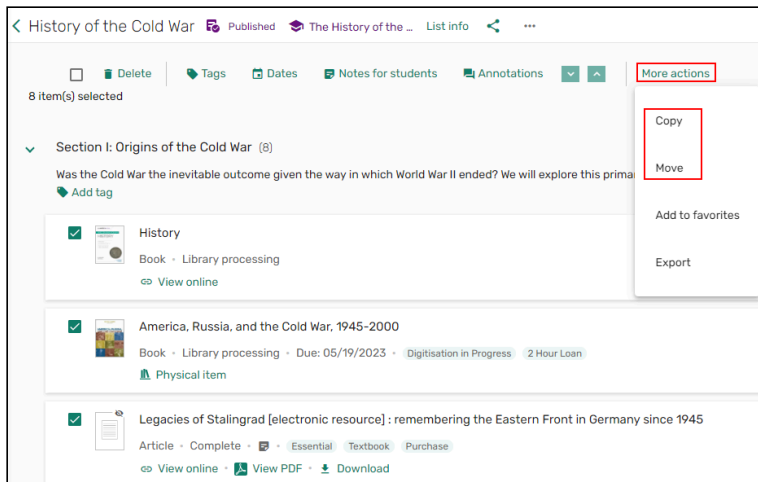 History of the Cold War Published The History of the ... List info ...
Delete Tags Dates Notes for students Annotations More actions
8 item(s) selected
Copy
Move
Add to favorites
Export
Section I: Origins of the Cold War (8)
Was the Cold War the inevitable outcome given the way in which World War II ended? We will explore this prima
Add tag
History
Book • Library processing
View online
America, Russia, and the Cold War, 1945-2000
Book • Library processing • Due: 05/19/2023 • Digitisation in Progress 2 Hour Loan
Physical item
Legacies of Stalingrad [electronic resource] : remembering the Eastern Front in Germany since 1945
Article • Complete • • Essential Textbook Purchase
View online • View PDF • Download